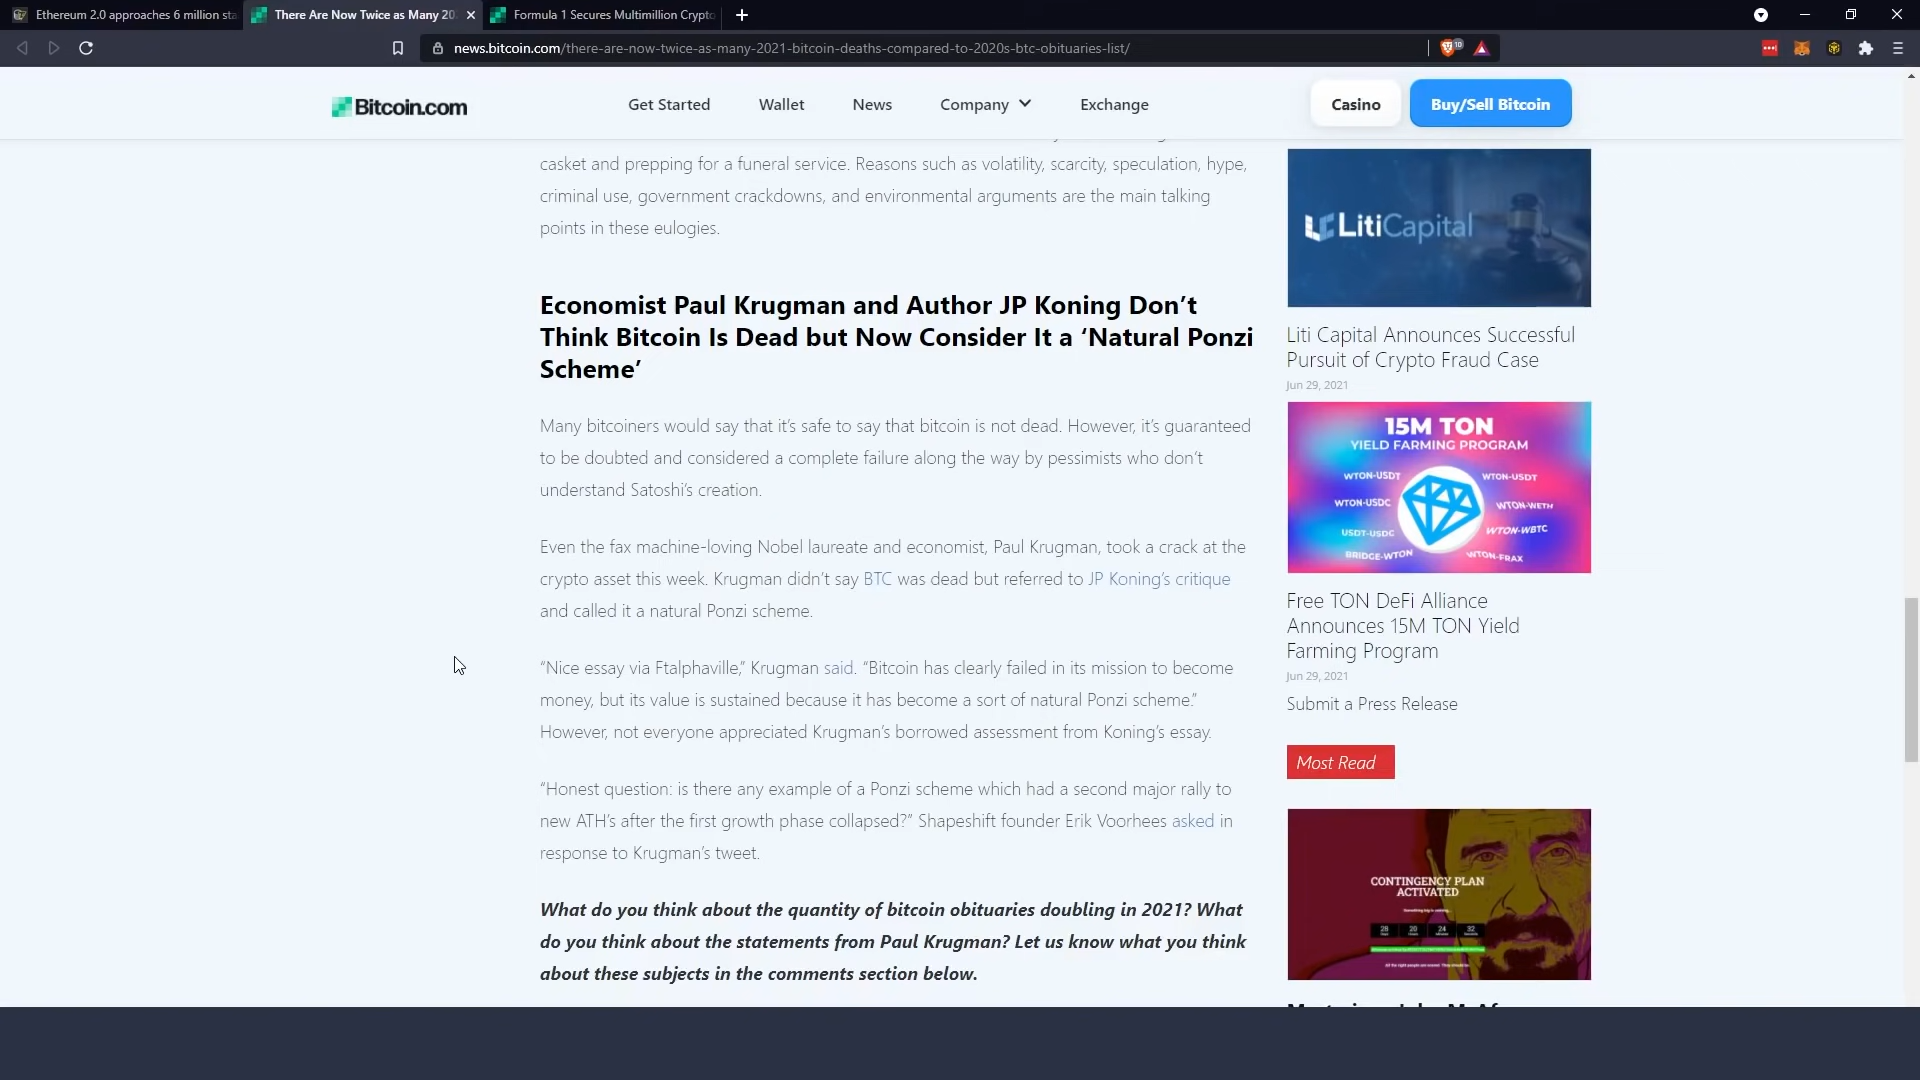 Ethereum 2.0 approaches 6 million sta
There Are Now Twice as Many 20
Formula 1 Secures Multimillion Crypto
news.bitcoin.com/there-are-now-twice-as-many-2021-bitcoin-deaths-compared-to-2020s-btc-obituaries-list/
10
Bitcoin.com
Get Started
Wallet
News
Company
Exchange
Casino
Buy/Sell Bitcoin
casket and prepping for a funeral service. Reasons such as volatility, scarcity, speculation, hype,
criminal use, government crackdowns, and environmental arguments are the main talking
points in these eulogies.
Economist Paul Krugman and Author JP Koning Don’t
Think Bitcoin Is Dead but Now Consider It a ‘Natural Ponzi
Scheme’
Many bitcoiners would say that it’s safe to say that bitcoin is not dead. However, it’s guaranteed
to be doubted and considered a complete failure along the way by pessimists who don’t
understand Satoshi’s creation.
Even the fax machine-loving Nobel laureate and economist, Paul Krugman, took a crack at the
crypto asset this week. Krugman didn’t say BTC was dead but referred to JP Koning’s critique
and called it a natural Ponzi scheme.
“Nice essay via Ftalphaville,” Krugman said. “Bitcoin has clearly failed in its mission to become
money, but its value is sustained because it has become a sort of natural Ponzi scheme.”
However, not everyone appreciated Krugman’s borrowed assessment from Koning’s essay.
“Honest question: is there any example of a Ponzi scheme which had a second major rally to
new ATH’s after the first growth phase collapsed?” Shapeshift founder Erik Voorhees asked in
response to Krugman’s tweet.
What do you think about the quantity of bitcoin obituaries doubling in 2021? What
do you think about the statements from Paul Krugman? Let us know what you think
about these subjects in the comments section below.
LitiCapital
Liti Capital Announces Successful
Pursuit of Crypto Fraud Case
Jun 29, 2021
15M TON
YIELD FARMING PROGRAM
WTON-USDT
WTON-USDC
USDT-USDC
BRIDGE-WTON
WTON-USDT
WTON-WETH
WTON-WBTC
WTON-FRAX
Free TON DeFi Alliance
Announces 15M TON Yield
Farming Program
Jun 29, 2021
Submit a Press Release
Most Read
CONTINGENCY PLAN
ACTIVATED
28 20 24 32